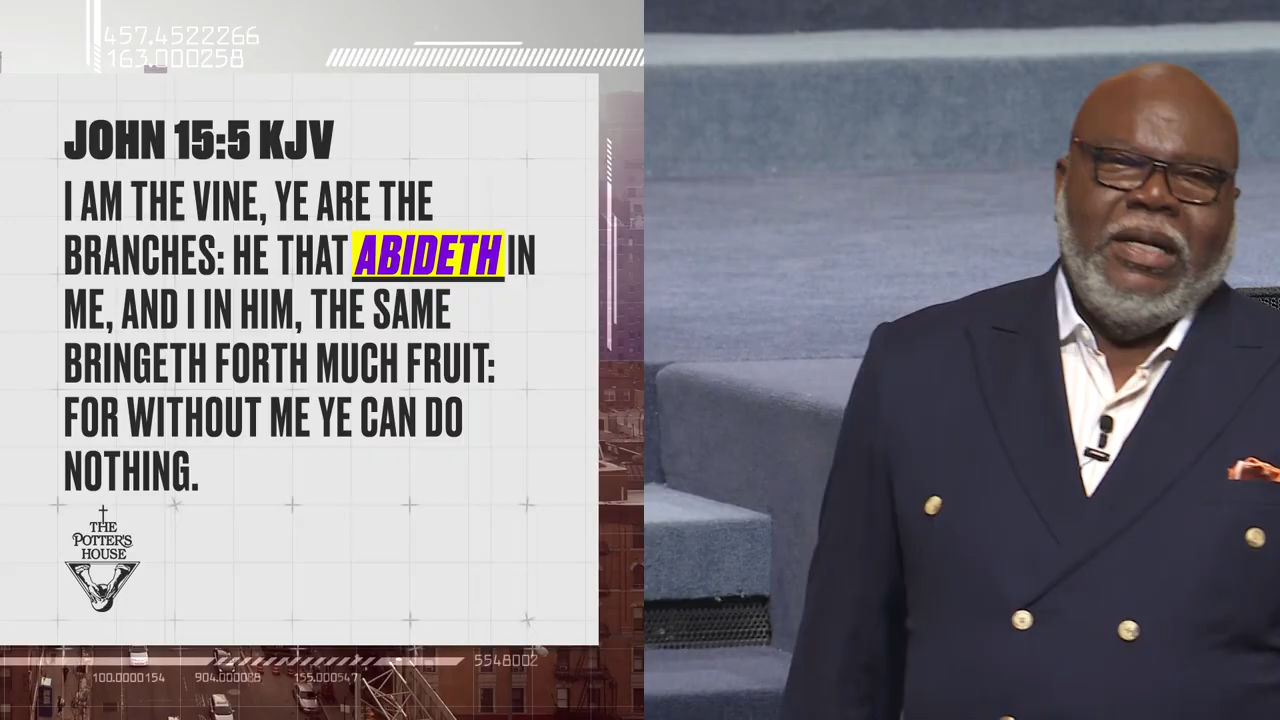 457.4522266
163.000258
JOHN 15:5 KJV
I AM THE VINE, YE ARE THE
BRANCHES: HE THAT ABIDETH IN
ME, AND I IN HIM, THE SAME
BRINGETH FORTH MUCH FRUIT:
FOR WITHOUT ME YE CAN DO
NOTHING.
THE
POTTER'S
HOUSE
5548002
100.0000154
155.000547